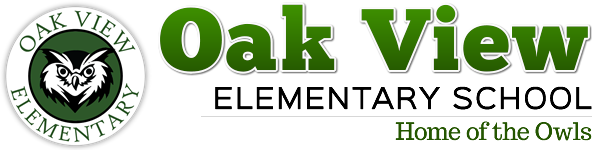 OAK VIEW
ELEMENTARY
Oak View
ELEMENTARY SCHOOL
Home of the Owls